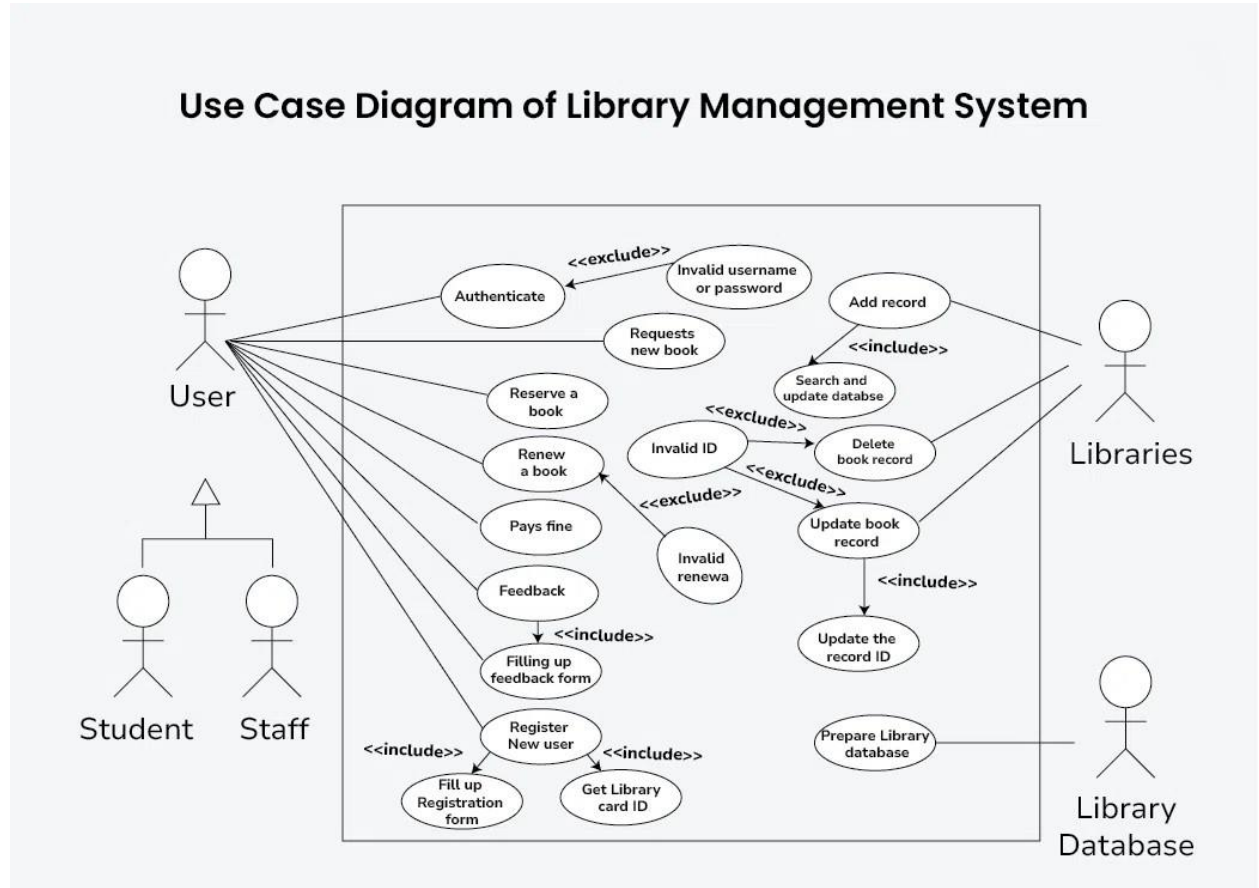 Use Case Diagram of Library Management System
<<exclude>>
Invalid username
or password
Authenticate
Add record
Requests
new book
<<include>>
Search and
update databse
Reserve a
book
User
<<exclude>>
Invalid ID
Delete
book record
Libraries
Renew
a book
<<exclude>>
<<exclude>>
Pays fine
Update book
record
Invalid
renewa
<<include>>
Feedback
<<include>>
Update the
record ID
Filling up
feedback form
Student
Staff
Register
New user
<<include>>
<<include>>
Prepare Library
database
Fill up
Registration
form
Get Library
card ID
Library
Database